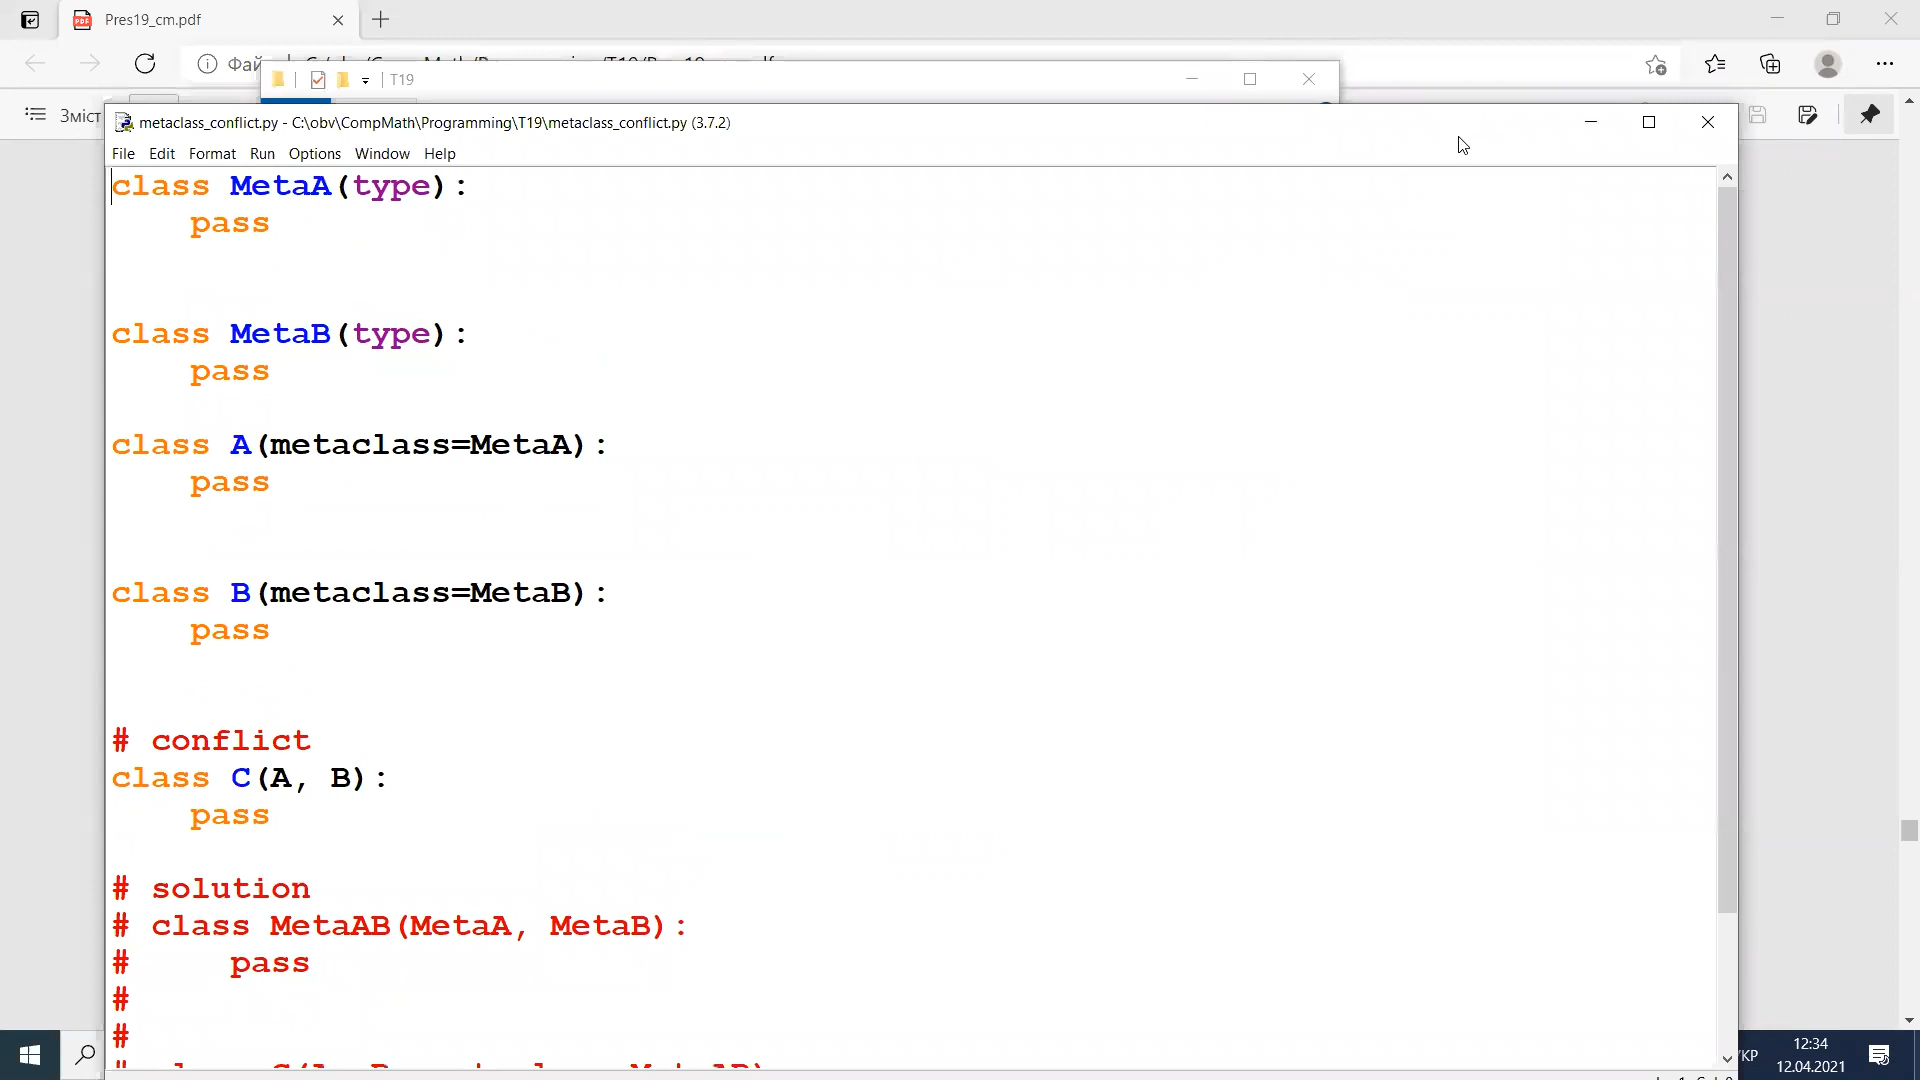 Pres19_cm.pdf
T19
Зміст
metaclass_conflict.py - C:\obv\CompMath\Programming\T19\metaclass_conflict.py (3.7.2)
File Edit Format Run Options Window Help
class MetaA(type):
    pass
class MetaB(type):
    pass
class A(metaclass=MetaA):
    pass
class B(metaclass=MetaB):
    pass
# conflict
class C(A, B):
    pass
# solution
# class MetaAB(MetaA, MetaB):
#     pass
#
#
12:34
УКР
12.04.2021